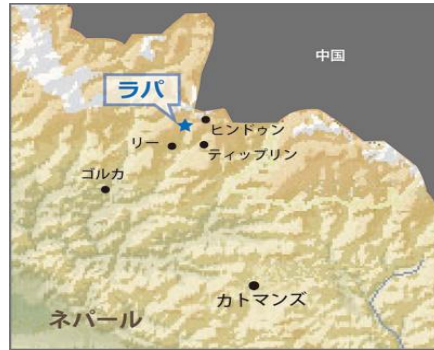 中国
ラパ
ヒンドゥン
リー
ティップリン
ゴルカ
カトマンズ
ネパール